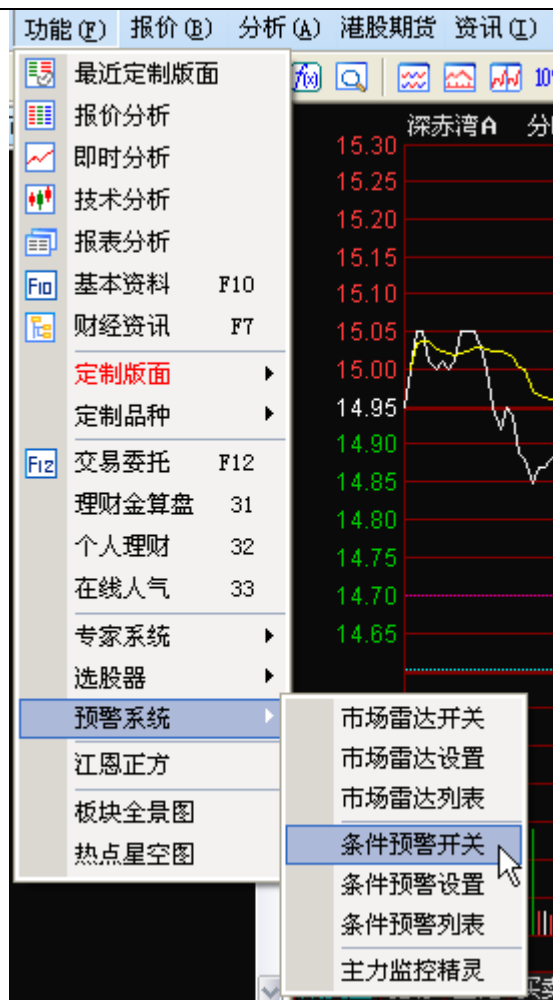 功能(F) 报价(B) 分析(A) 港股期货 资讯(I)
最近定制版面
报价分析
即时分析
技术分析
报表分析
F10 基本资料 F10
财经资讯 F7
定制版面
定制品种
F12 交易委托 F12
理财金算盘 31
个人理财 32
在线人气 33
专家系统
选股器
预警系统
江恩正方
板块全景图
热点星空图
市场雷达开关
市场雷达设置
市场雷达列表
条件预警开关
条件预警设置
条件预警列表
主力监控精灵
f(x)
深赤湾A
15.30
15.25
15.20
15.15
15.10
15.05
15.00
14.95
14.90
14.85
14.80
14.75
14.70
14.65